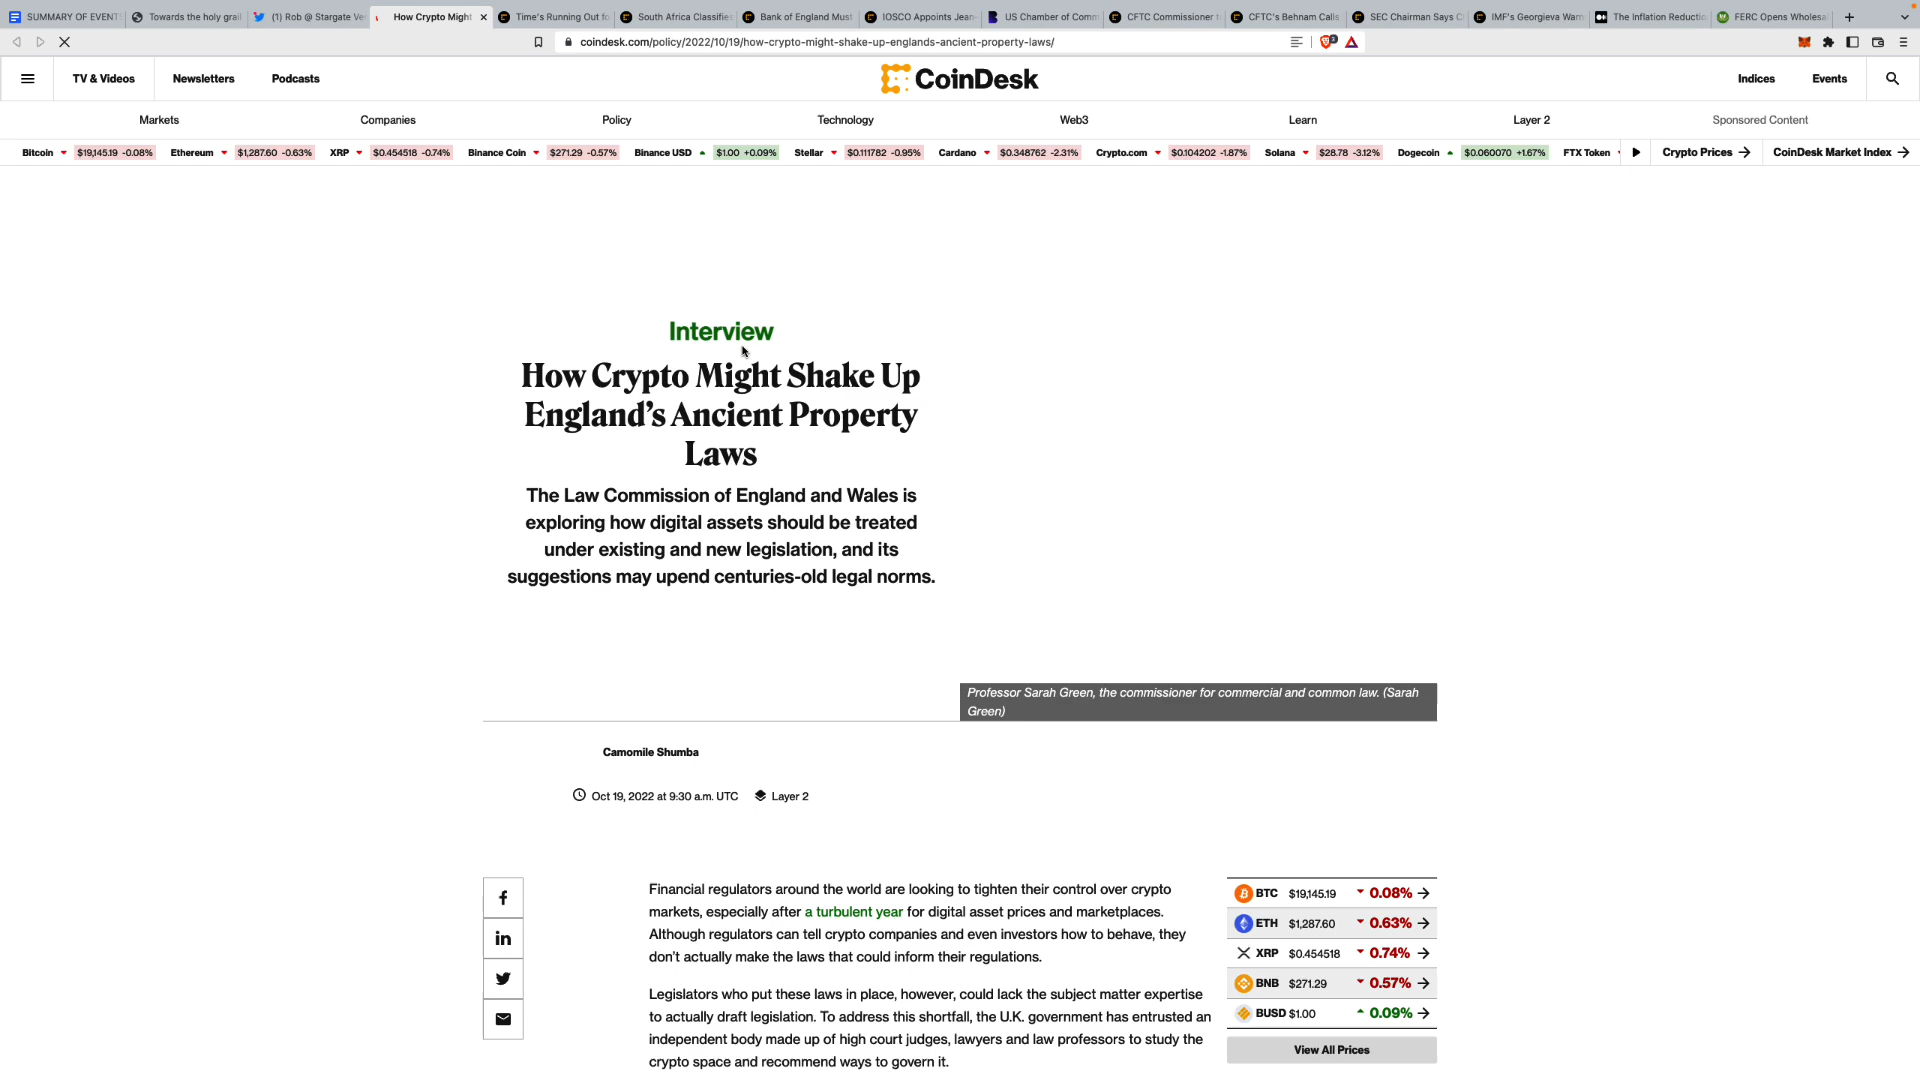 SUMMARY OF EVENT
Towards the holy grail
(1) Rob @ Stargate Ve
How Crypto Might
Time's Running Out fo
South Africa Classifie
Bank of England Must
IOSCO Appoints Jean-
US Chamber of Comm
CFTC Commissioner t
CFTC's Behnam Calls
SEC Chairman Says C
IMF's Georgieva Warn
The Inflation Reductio
FERC Opens Wholesa
coindesk.com/policy/2022/10/19/how-crypto-might-shake-up-englands-ancient-property-laws/
TV & Videos
Newsletters
Podcasts
CoinDesk
Indices
Events
Markets
Companies
Policy
Technology
Web3
Learn
Layer 2
Sponsored Content
Bitcoin $19,145.19 -0.08%
Ethereum $1,287.60 -0.63%
XRP $0.454518 -0.74%
Binance Coin $271.29 -0.57%
Binance USD $1.00 +0.09%
Stellar $0.111782 -0.95%
Cardano $0.348762 -2.31%
Crypto.com $0.104202 -1.87%
Solana $28.78 -3.12%
Dogecoin $0.060070 +1.67%
FTX Token
Crypto Prices
CoinDesk Market Index
Interview
How Crypto Might Shake Up
England's Ancient Property
Laws
The Law Commission of England and Wales is
exploring how digital assets should be treated
under existing and new legislation, and its
suggestions may upend centuries-old legal norms.
Professor Sarah Green, the commissioner for commercial and common law. (Sarah
Green)
Camomile Shumba
Oct 19, 2022 at 9:30 a.m. UTC
Layer 2
Financial regulators around the world are looking to tighten their control over crypto
markets, especially after a turbulent year for digital asset prices and marketplaces.
Although regulators can tell crypto companies and even investors how to behave, they
don't actually make the laws that could inform their regulations.
Legislators who put these laws in place, however, could lack the subject matter expertise
to actually draft legislation. To address this shortfall, the U.K. government has entrusted an
independent body made up of high court judges, lawyers and law professors to study the
crypto space and recommend ways to govern it.
BTC $19,145.19 0.08%
ETH $1,287.60 0.63%
XRP $0.454518 0.74%
BNB $271.29 0.57%
BUSD $1.00 0.09%
View All Prices